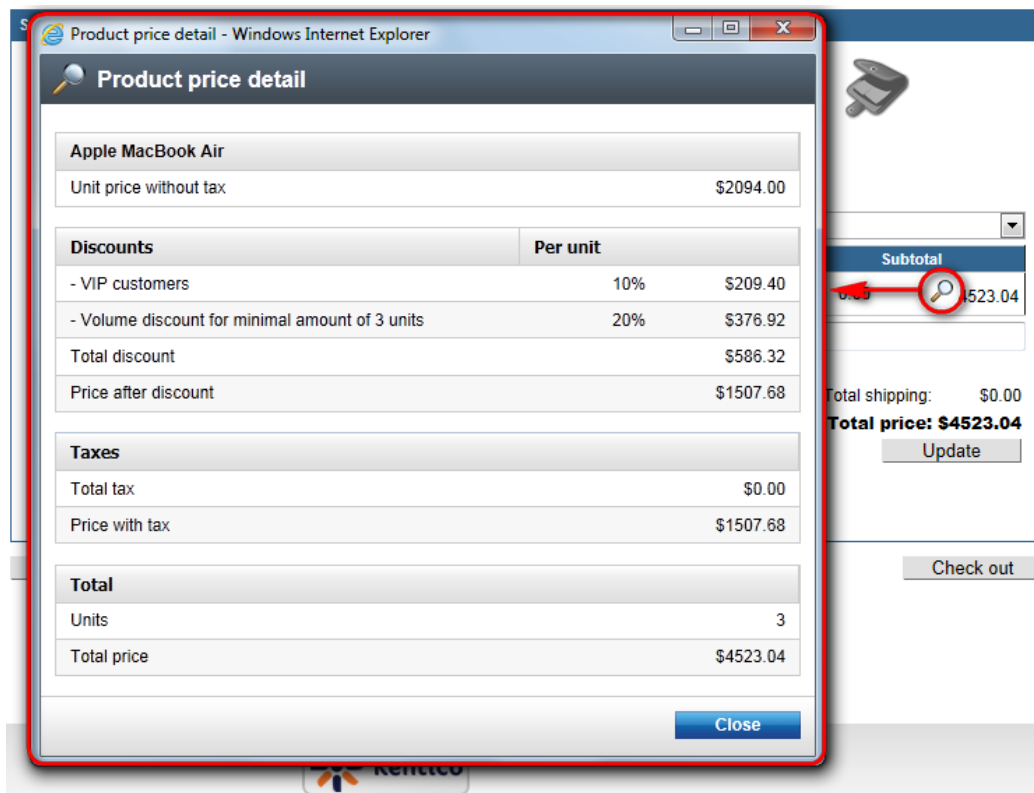 Product price detail - Windows Internet Explorer
Product price detail
Apple MacBook Air
Unit price without tax $2094.00
Discounts Per unit
- VIP customers 10% $209.40
- Volume discount for minimal amount of 3 units 20% $376.92
Total discount $586.32
Price after discount $1507.68
Taxes
Total tax $0.00
Price with tax $1507.68
Total
Units 3
Total price $4523.04
Close
Subtotal
4523.04
Total shipping: $0.00
Total price: $4523.04
Update
Check out
Kentico